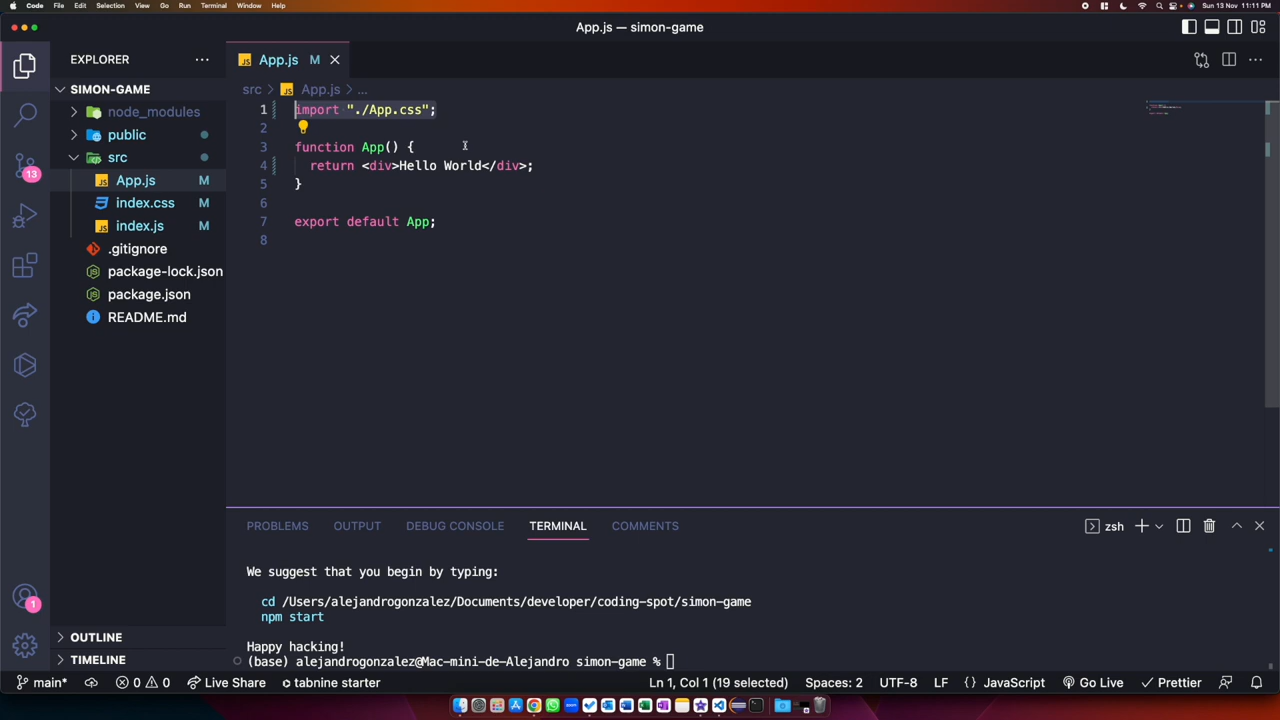 Code File Edit Selection View Go Run Terminal Window Help Sun 13 Nov 11:11 PM
App.js — simon-game
EXPLORER
App.js M
SIMON-GAME
src > App.js > ...
node_modules
public
src
App.js M
index.css M
index.js M
.gitignore
package-lock.json
package.json
README.md
OUTLINE
TIMELINE
13
1
1 import "./App.css";
2
3 function App() {
4 return <div>Hello World</div>;
5 }
6
7 export default App;
8
PROBLEMS OUTPUT DEBUG CONSOLE TERMINAL COMMENTS zsh
We suggest that you begin by typing:
cd /Users/alejandrogonzalez/Documents/developer/coding-spot/simon-game
npm start
Happy hacking!
(base) alejandrogonzalez@Mac-mini-de-Alejandro simon-game %
main* 0 0 Live Share tabnine starter Ln 1, Col 1 (19 selected) Spaces: 2 UTF-8 LF {} JavaScript Go Live Prettier